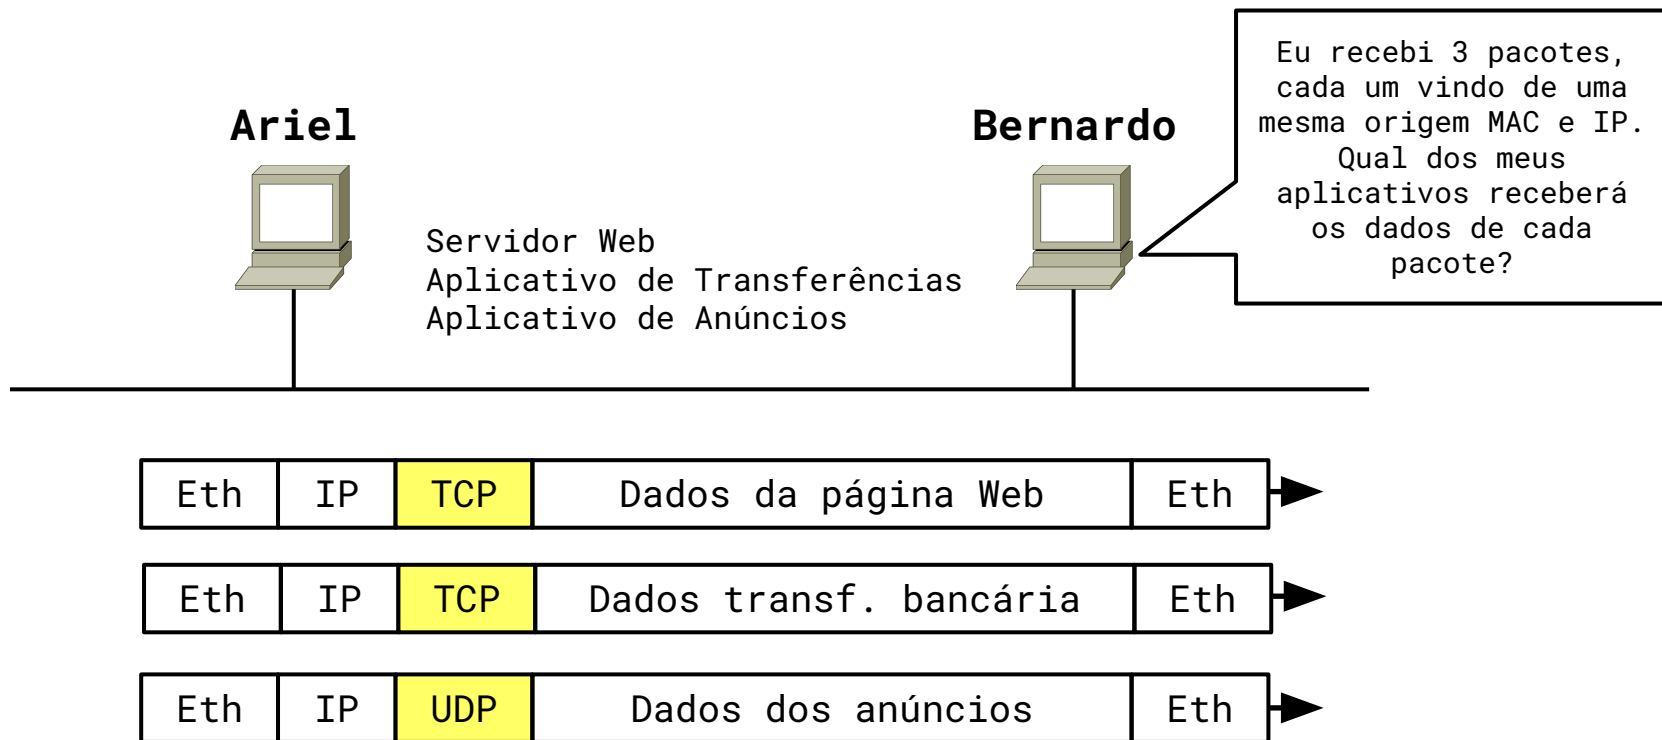 Eu recebi 3 pacotes,
cada um vindo de uma
mesma origem MAC e IP.
Qual dos meus
aplicativos receberá
os dados de cada
pacote?
Ariel
Bernardo
Servidor Web
Aplicativo de Transferências
Aplicativo de Anúncios
Eth IP TCP Dados da página Web Eth
Eth IP TCP Dados transf. bancária Eth
Eth IP UDP Dados dos anúncios Eth